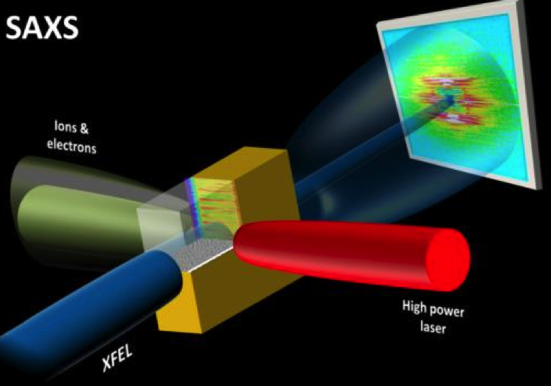 SAXS
Ions &
electrons
High power
laser
XFEL